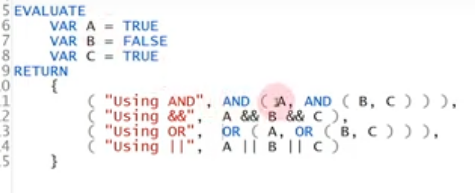 5 EVALUATE
6 VAR A = TRUE
7 VAR B = FALSE
8 VAR C = TRUE
9 RETURN
0 {
1 ( "Using AND", AND ( A, AND ( B, C ) ) ),
2 ( "Using &&", A && B && C ),
3 ( "Using OR", OR ( A, OR ( B, C ) ) ),
4 ( "Using ||", A || B || C )
5 }